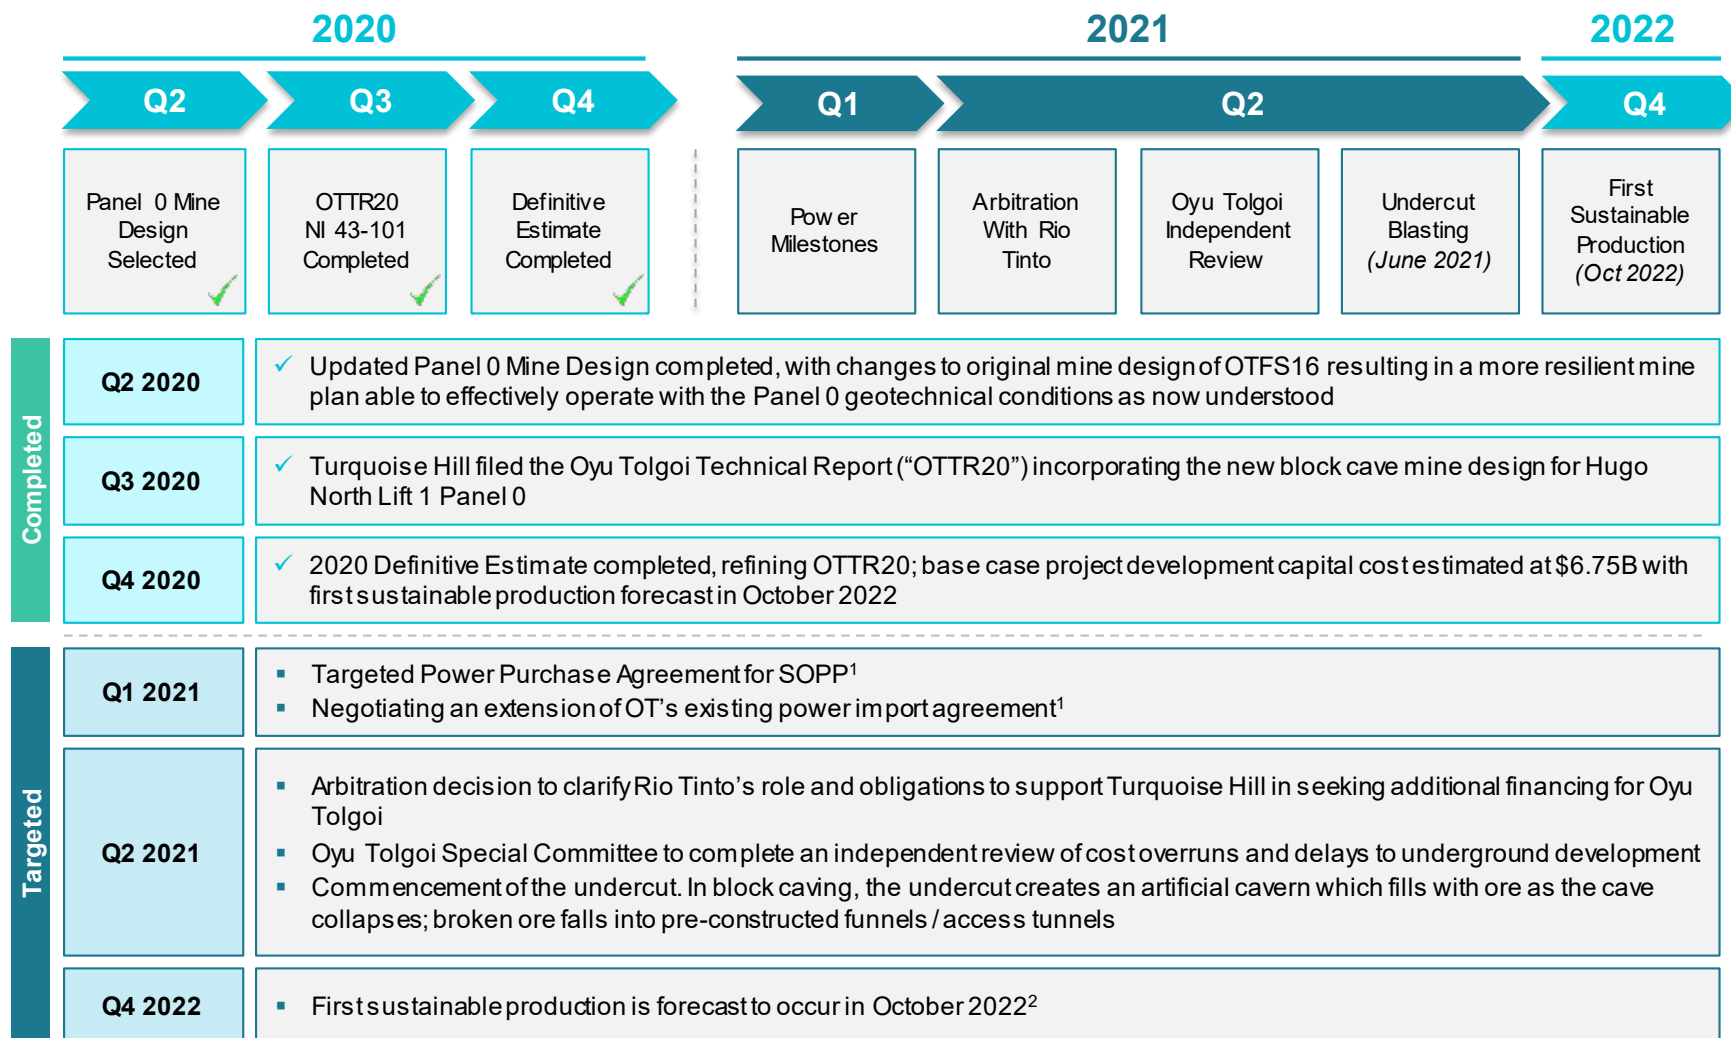 2020
2021
2022
Q2
Q3
Q4
Q1
Q2
Q4
Panel 0 Mine
Design
Selected
OTTR20
NI 43-101
Completed
Definitive
Estimate
Completed
Power
Milestones
Arbitration
With Rio
Tinto
Oyu Tolgoi
Independent
Review
Undercut
Blasting
(June 2021)
First
Sustainable
Production
(Oct 2022)
Completed
Q2 2020
✓ Updated Panel 0 Mine Design completed, with changes to original mine design of OTFS16 resulting in a more resilient mine
plan able to effectively operate with the Panel 0 geotechnical conditions as now understood
Q3 2020
✓ Turquoise Hill filed the Oyu Tolgoi Technical Report (“OTTR20”) incorporating the new block cave mine design for Hugo
North Lift 1 Panel 0
Q4 2020
✓ 2020 Definitive Estimate completed, refining OTTR20; base case project development capital cost estimated at $6.75B with
first sustainable production forecast in October 2022
Targeted
Q1 2021
▪ Targeted Power Purchase Agreement for SOPP¹
▪ Negotiating an extension of OT’s existing power import agreement¹
Q2 2021
▪ Arbitration decision to clarify Rio Tinto’s role and obligations to support Turquoise Hill in seeking additional financing for Oyu
Tolgoi
▪ Oyu Tolgoi Special Committee to complete an independent review of cost overruns and delays to underground development
▪ Commencement of the undercut. In block caving, the undercut creates an artificial cavern which fills with ore as the cave
collapses; broken ore falls into pre-constructed funnels / access tunnels
Q4 2022
▪ First sustainable production is forecast to occur in October 2022²